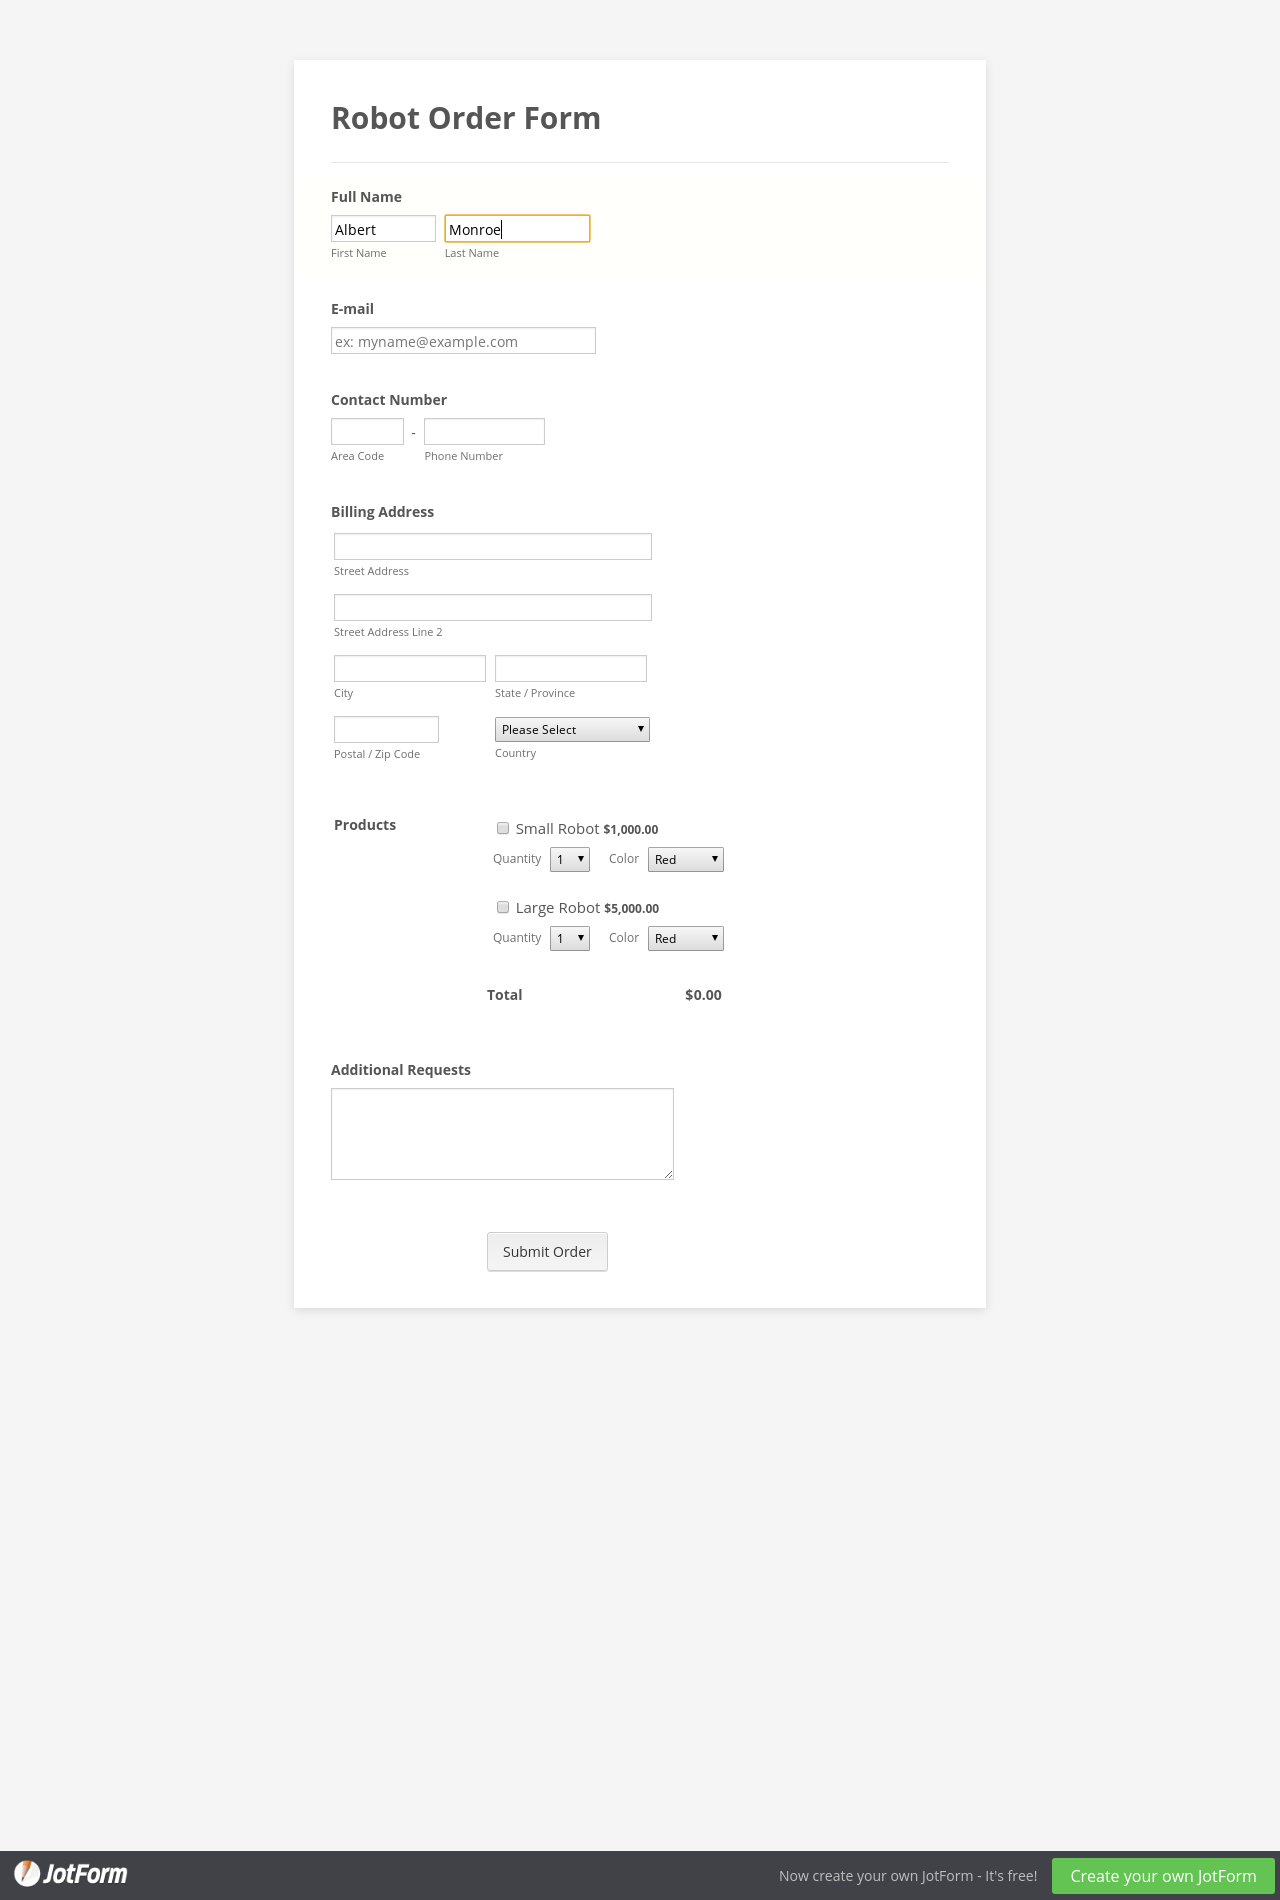 Robot Order Form
Full Name
Albert Monroe
First Name Last Name
E-mail
ex: myname@example.com
Contact Number
-
Area Code Phone Number
Billing Address
Street Address
Street Address Line 2
City State / Province
Please Select
Postal / Zip Code Country
Products Small Robot $1,000.00
Quantity 1 Color Red
Large Robot $5,000.00
Quantity 1 Color Red
Total $0.00
Additional Requests
Submit Order
JotForm Now create your own JotForm - It's free! Create your own JotForm